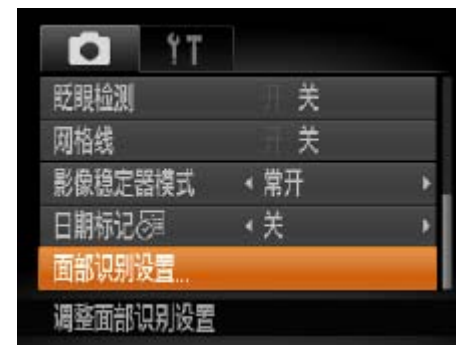 眨眼检测 开 关
网格线 开 关
影像稳定器模式 常开
日期标记 关
面部识别设置...
调整面部识别设置